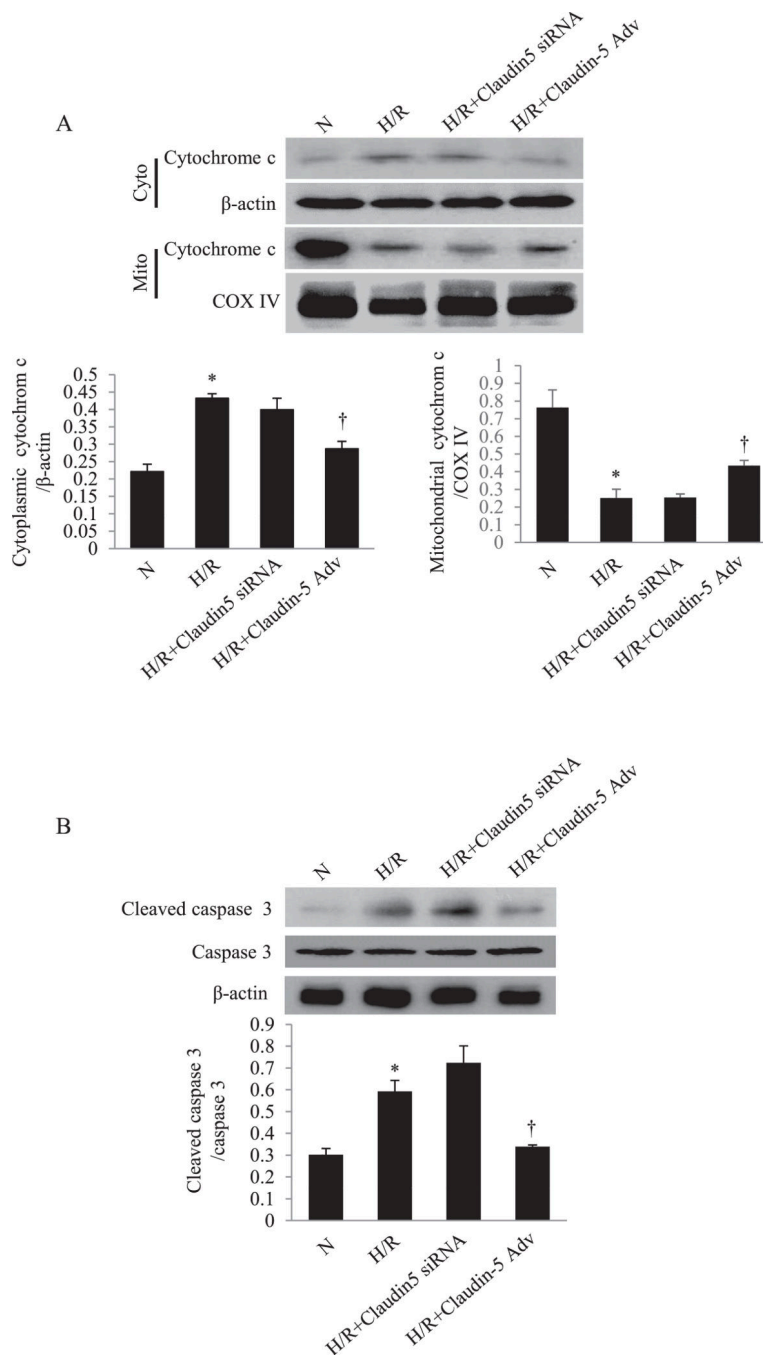 A
N
H/R
H/R+Claudin5 siRNA
H/R+Claudin-5 Adv
Cyto
Cytochrome c
β-actin
Mito
Cytochrome c
COX IV
Cytoplasmic cytochrom c
/β-actin
0.5
0.45
0.4
0.35
0.3
0.25
0.2
0.15
0.1
0.05
0
*
†
N
H/R
H/R+Claudin5 siRNA
H/R+Claudin-5 Adv
Mitochondrial cytochrom c
/COX IV
1
0.9
0.8
0.7
0.6
0.5
0.4
0.3
0.2
0.1
0
*
†
N
H/R
H/R+Claudin5 siRNA
H/R+Claudin-5 Adv
B
N
H/R
H/R+Claudin5 siRNA
H/R+Claudin-5 Adv
Cleaved caspase 3
Caspase 3
β-actin
Cleaved caspase 3
/caspase 3
0.9
0.8
0.7
0.6
0.5
0.4
0.3
0.2
0.1
0
*
†
N
H/R
H/R+Claudin5 siRNA
H/R+Claudin-5 Adv